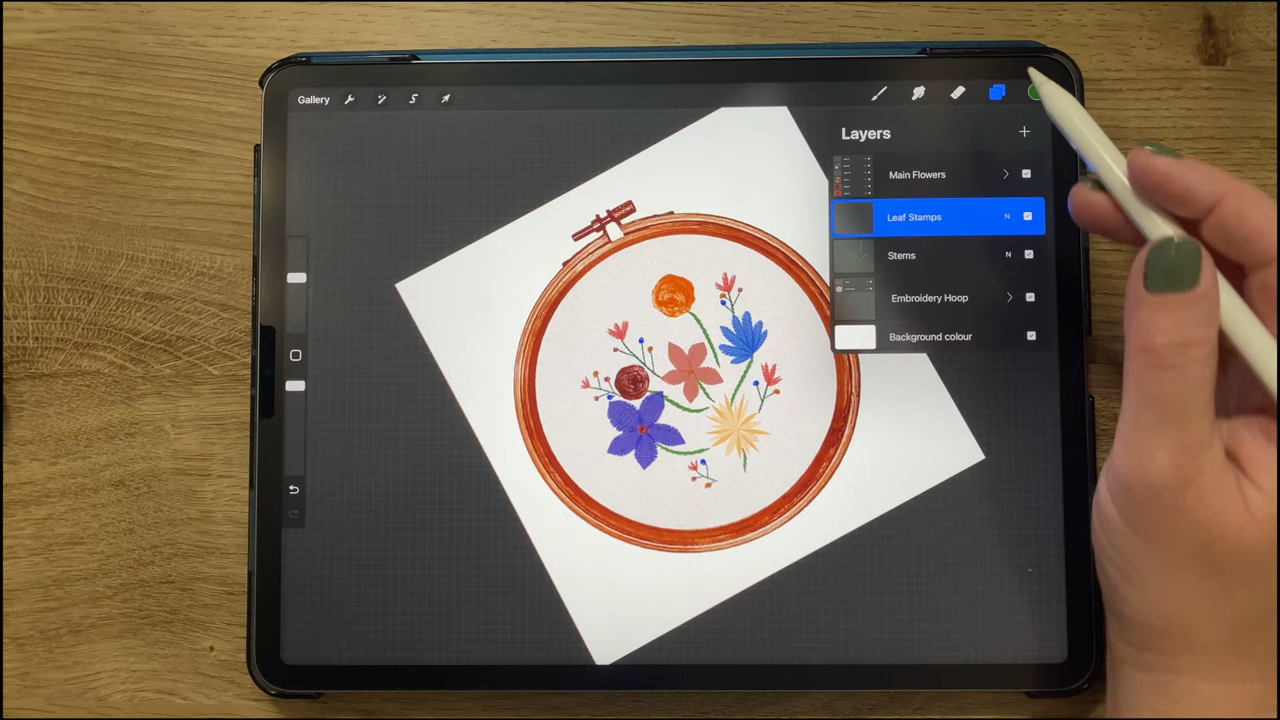 Gallery
Layers
Main Flowers
Leaf Stamps N
Stems N
Embroidery Hoop
Background colour